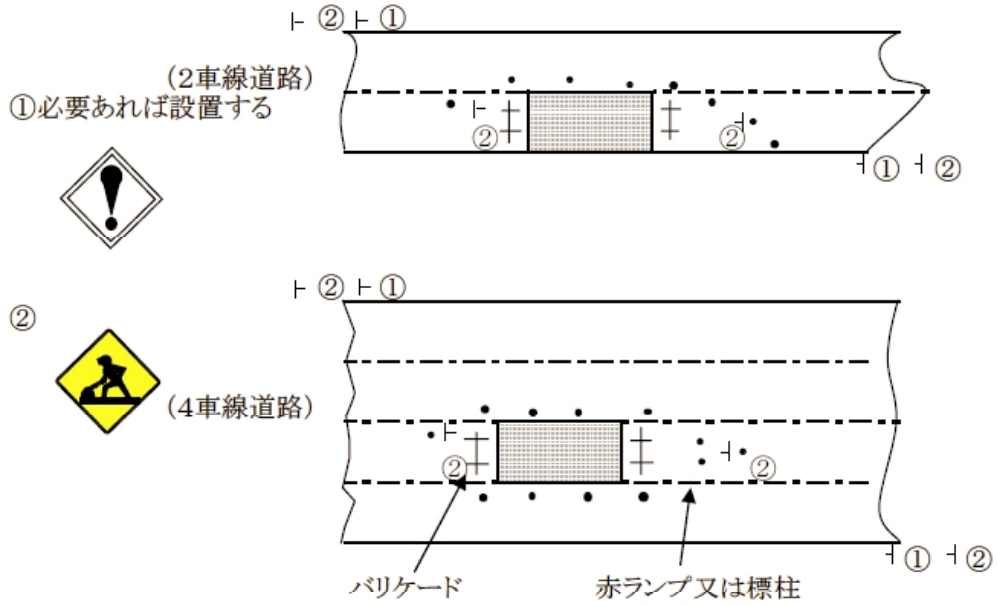 ② ①
(2車線道路)
①必要あれば設置する
② ②
① ②
② ①
②
(4車線道路)
② ②
① ②
バリケード
赤ランプ又は標柱